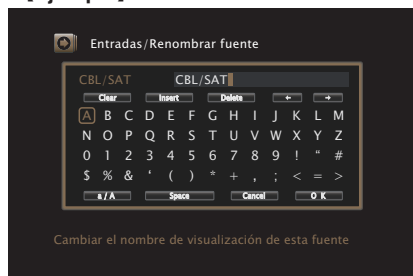 Entradas/Renombrar fuente
CBL/SAT CBL/SAT
Clear Insert Delete ← →
A B C D E F G H I J K L M
N O P Q R S T U V W X Y Z
0 1 2 3 4 5 6 7 8 9 ! “ #
$ % & ‘ ( ) * + , ; < = >
a / A Space Cancel O K
Cambiar el nombre de visualización de esta fuente